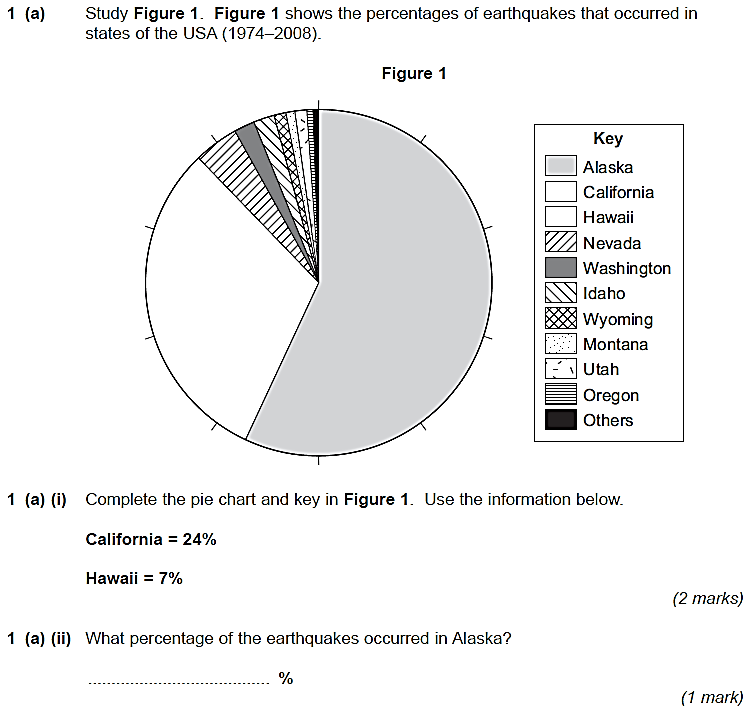 1 (a) Study Figure 1. Figure 1 shows the percentages of earthquakes that occurred in
states of the USA (1974–2008).
Figure 1
Key
Alaska
California
Hawaii
Nevada
Washington
Idaho
Wyoming
Montana
Utah
Oregon
Others
1 (a) (i) Complete the pie chart and key in Figure 1. Use the information below.
California = 24%
Hawaii = 7%
(2 marks)
1 (a) (ii) What percentage of the earthquakes occurred in Alaska?
....................................... %
(1 mark)